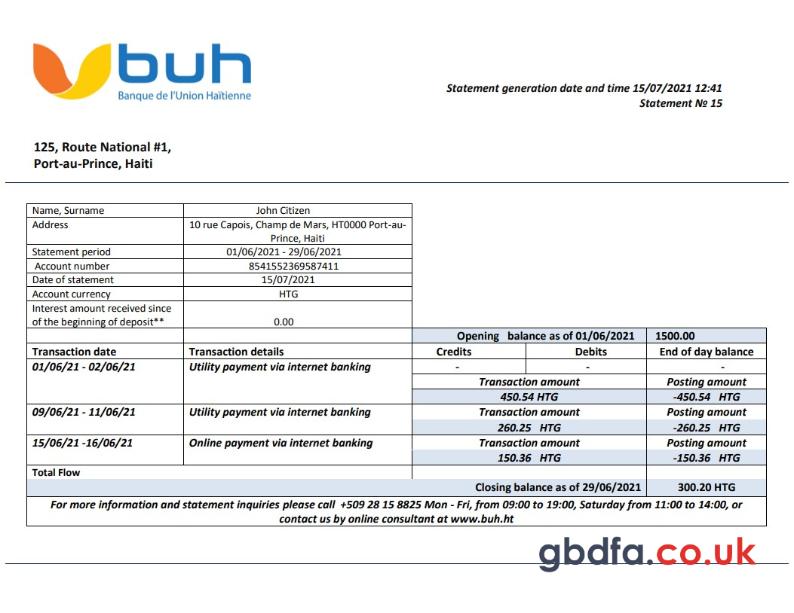 buh
Banque de l'Union Haïtienne
Statement generation date and time 15/07/2021 12:41
Statement № 15
125, Route National #1,
Port-au-Prince, Haiti
Name, Surname John Citizen
Address 10 rue Capois, Champ de Mars, HT0000 Port-au-
Prince, Haiti
Statement period 01/06/2021 - 29/06/2021
Account number 8541552369587411
Date of statement 15/07/2021
Account currency HTG
Interest amount received since
of the beginning of deposit** 0.00
Opening balance as of 01/06/2021 1500.00
Transaction date Transaction details Credits Debits End of day balance
01/06/21 - 02/06/21 Utility payment via internet banking - - -
Transaction amount Posting amount
450.54 HTG -450.54 HTG
09/06/21 - 11/06/21 Utility payment via internet banking Transaction amount Posting amount
260.25 HTG -260.25 HTG
15/06/21 -16/06/21 Online payment via internet banking Transaction amount Posting amount
150.36 HTG -150.36 HTG
Total Flow
Closing balance as of 29/06/2021 300.20 HTG
For more information and statement inquiries please call +509 28 15 8825 Mon - Fri, from 09:00 to 19:00, Saturday from 11:00 to 14:00, or
contact us by online consultant at www.buh.ht
gbdfa.co.uk